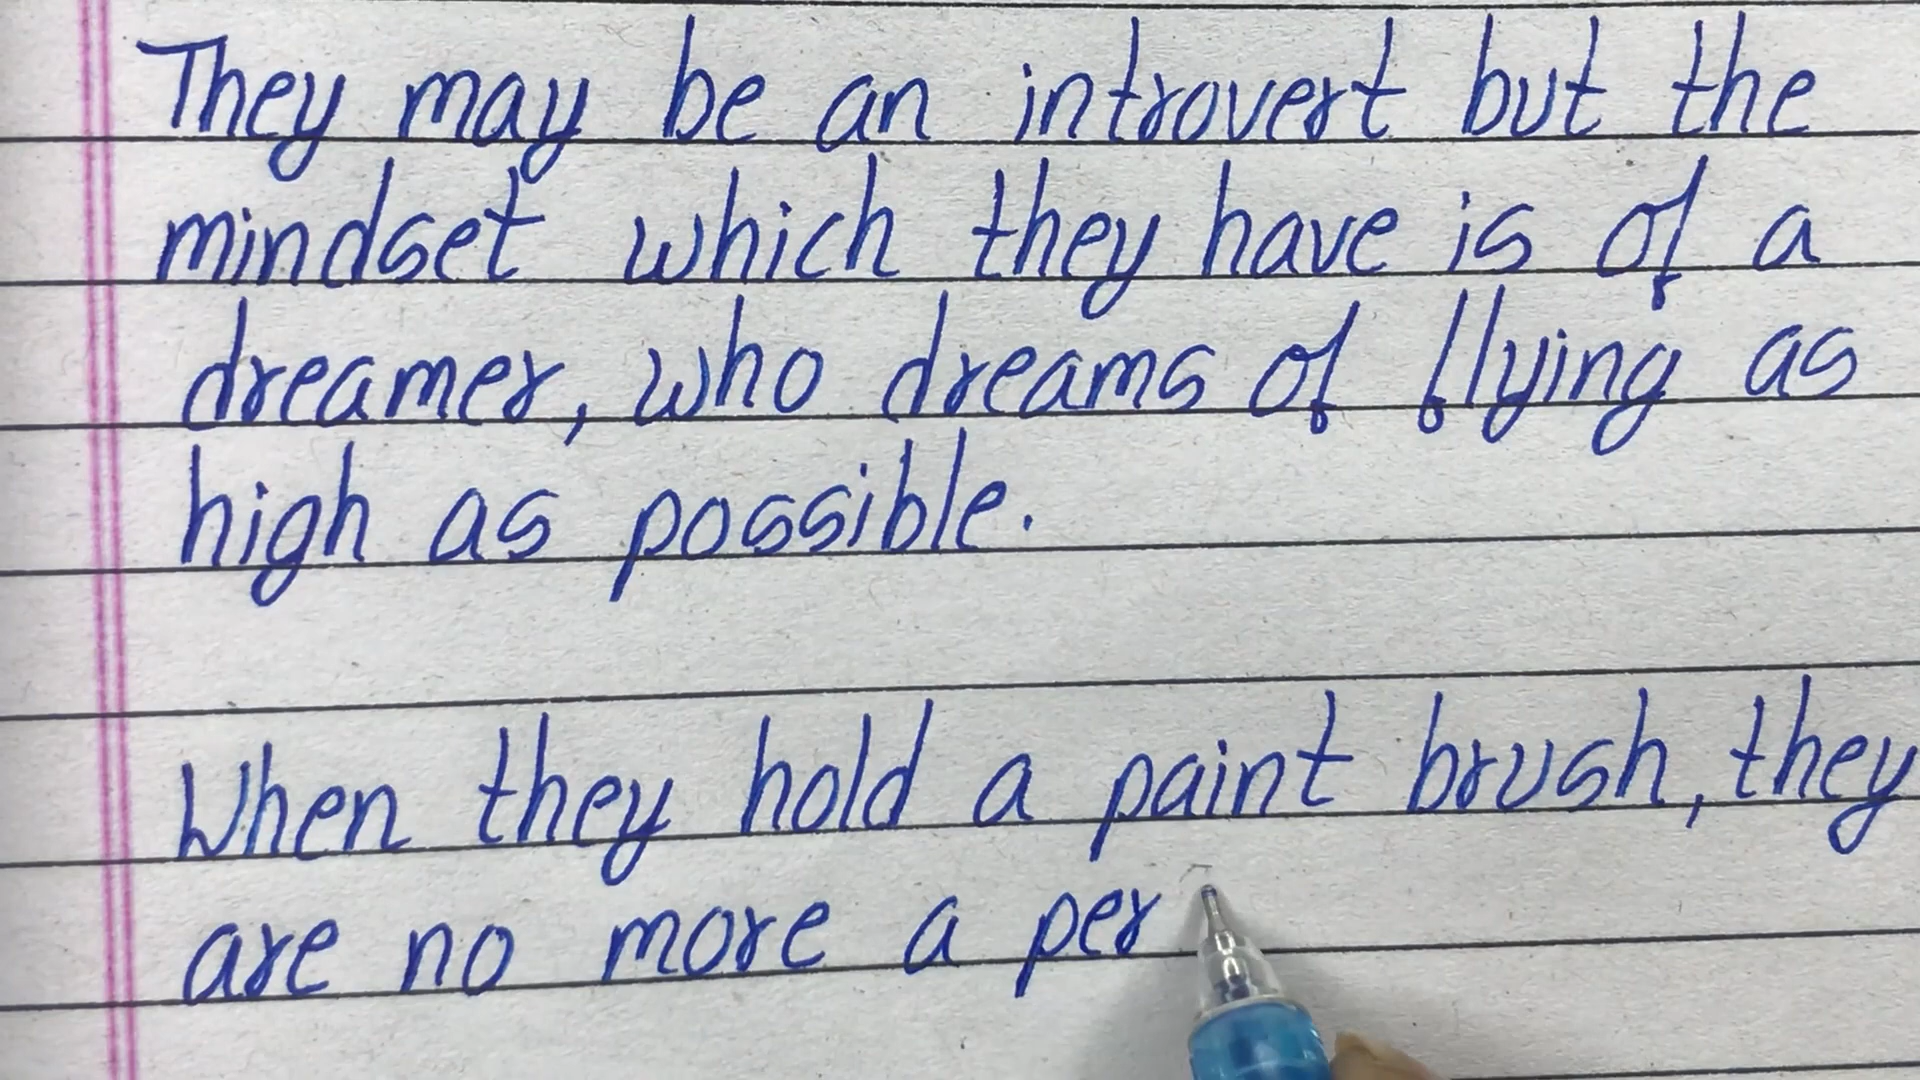 They may be an introvert but the
mindset which they have is of a
dreamer, who dreams of flying as
high as possible.
When they hold a paint brush, they
are no more a per